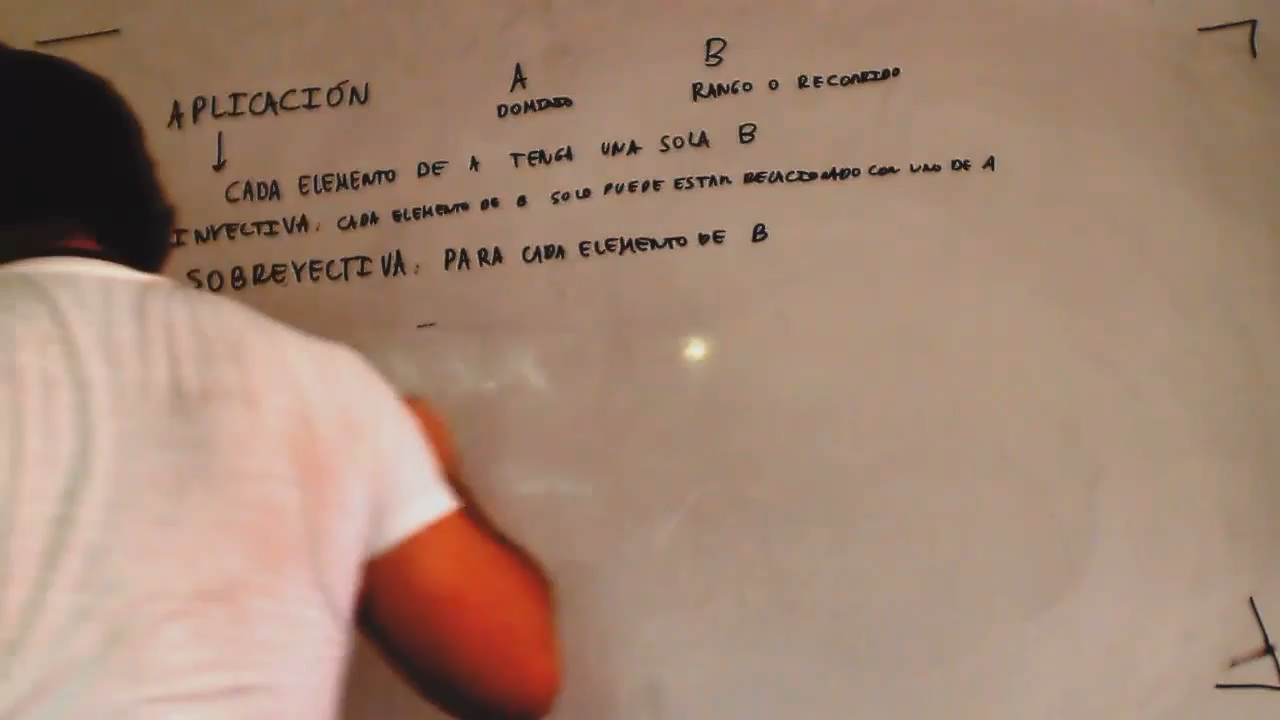 A B
APLICACIÓN DOMINIO RANGO O RECORRIDO
CADA ELEMENTO DE A TENGA UNA SOLA B
INYECTIVA: CADA ELEMENTO DE B SOLO PUEDE ESTAR RELACIONADO CON UNO DE A
SOBREYECTIVA: PARA CADA ELEMENTO DE B